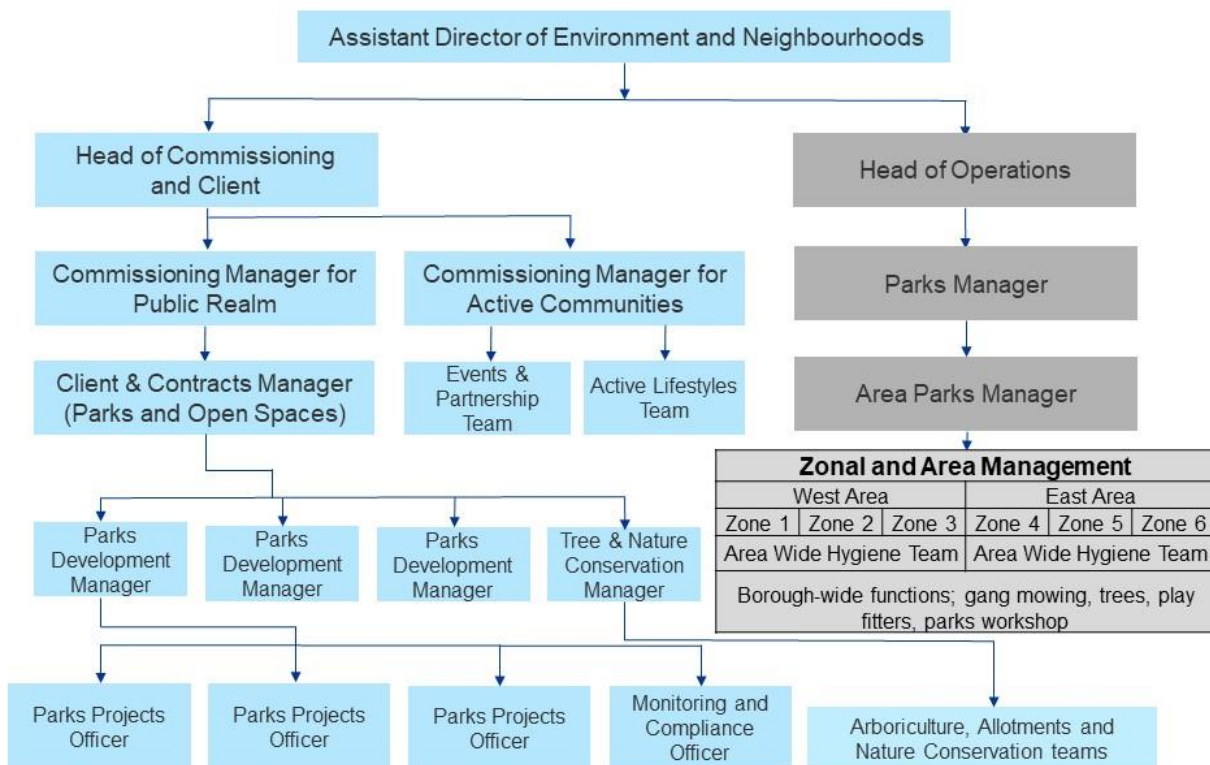 Assistant Director of Environment and Neighbourhoods
Head of Commissioning
and Client
Head of Operations
Commissioning Manager for
Public Realm
Commissioning Manager for
Active Communities
Parks Manager
Client & Contracts Manager
(Parks and Open Spaces)
Events &
Partnership
Team
Active Lifestyles
Team
Area Parks Manager
Zonal and Area Management
West Area
East Area
Zone 1
Zone 2
Zone 3
Zone 4
Zone 5
Zone 6
Area Wide Hygiene Team
Area Wide Hygiene Team
Borough-wide functions; gang mowing, trees, play
fitters, parks workshop
Parks
Development
Manager
Parks
Development
Manager
Parks
Development
Manager
Tree & Nature
Conservation
Manager
Parks Projects
Officer
Parks Projects
Officer
Parks Projects
Officer
Monitoring and
Compliance
Officer
Arboriculture, Allotments and
Nature Conservation teams